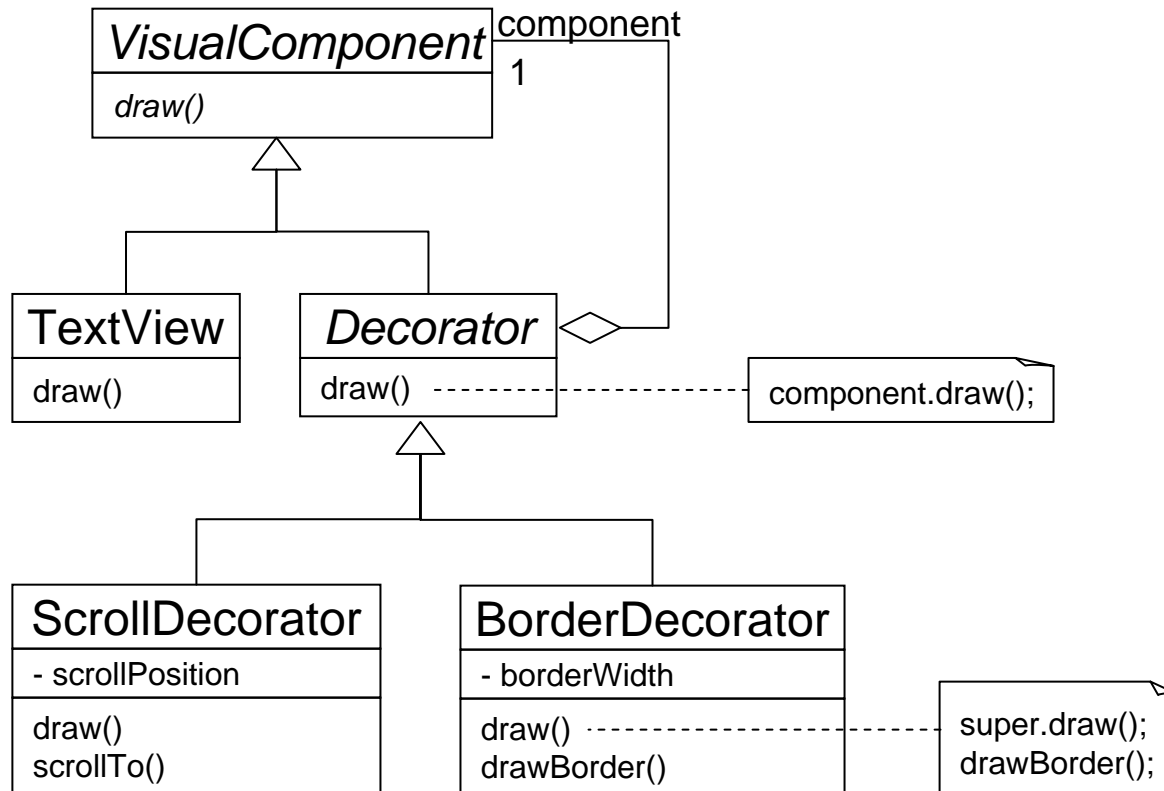 VisualComponent
component
1
draw()
TextView
draw()
Decorator
draw()
component.draw();
ScrollDecorator
- scrollPosition
draw()
scrollTo()
BorderDecorator
- borderWidth
draw()
drawBorder()
super.draw();
drawBorder();